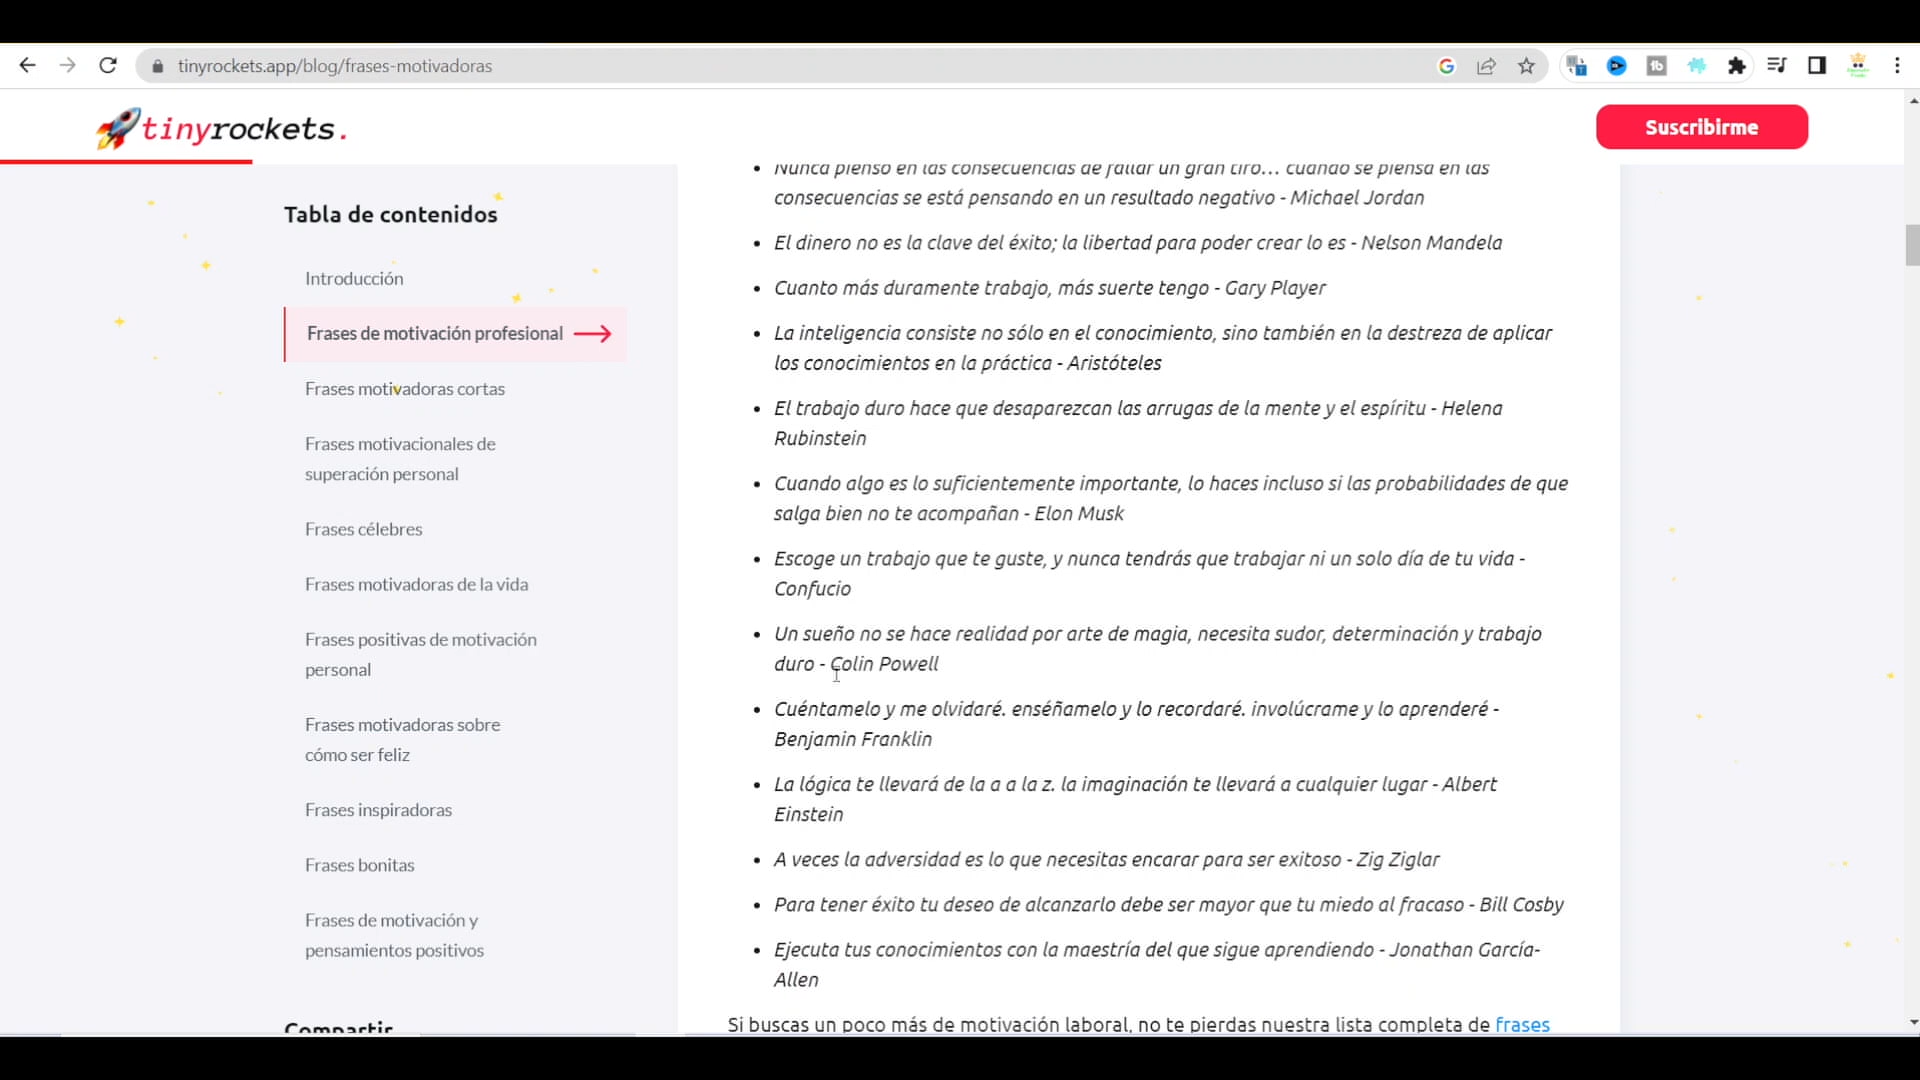 tinyrockets.app/blog/frases-motivadoras
tinyrockets.
Suscribirme
Tabla de contenidos
Introducción
Frases de motivación profesional
Frases motivadoras cortas
Frases motivacionales de
superación personal
Frases célebres
Frases motivadoras de la vida
Frases positivas de motivación
personal
Frases motivadoras sobre
cómo ser feliz
Frases inspiradoras
Frases bonitas
Frases de motivación y
pensamientos positivos
Compartir
• Nunca pienso en las consecuencias de fallar un gran tiro... cuando se piensa en las
consecuencias se está pensando en un resultado negativo - Michael Jordan
• El dinero no es la clave del éxito; la libertad para poder crear lo es - Nelson Mandela
• Cuanto más duramente trabajo, más suerte tengo - Gary Player
• La inteligencia consiste no sólo en el conocimiento, sino también en la destreza de aplicar
los conocimientos en la práctica - Aristóteles
• El trabajo duro hace que desaparezcan las arrugas de la mente y el espíritu - Helena
Rubinstein
• Cuando algo es lo suficientemente importante, lo haces incluso si las probabilidades de que
salga bien no te acompañan - Elon Musk
• Escoge un trabajo que te guste, y nunca tendrás que trabajar ni un solo día de tu vida -
Confucio
• Un sueño no se hace realidad por arte de magia, necesita sudor, determinación y trabajo
duro - Colin Powell
• Cuéntamelo y me olvidaré. enséñamelo y lo recordaré. involúcrame y lo aprenderé -
Benjamin Franklin
• La lógica te llevará de la a a la z. la imaginación te llevará a cualquier lugar - Albert
Einstein
• A veces la adversidad es lo que necesitas encarar para ser exitoso - Zig Ziglar
• Para tener éxito tu deseo de alcanzarlo debe ser mayor que tu miedo al fracaso - Bill Cosby
• Ejecuta tus conocimientos con la maestría del que sigue aprendiendo - Jonathan García-
Allen
Si buscas un poco más de motivación laboral, no te pierdas nuestra lista completa de frases